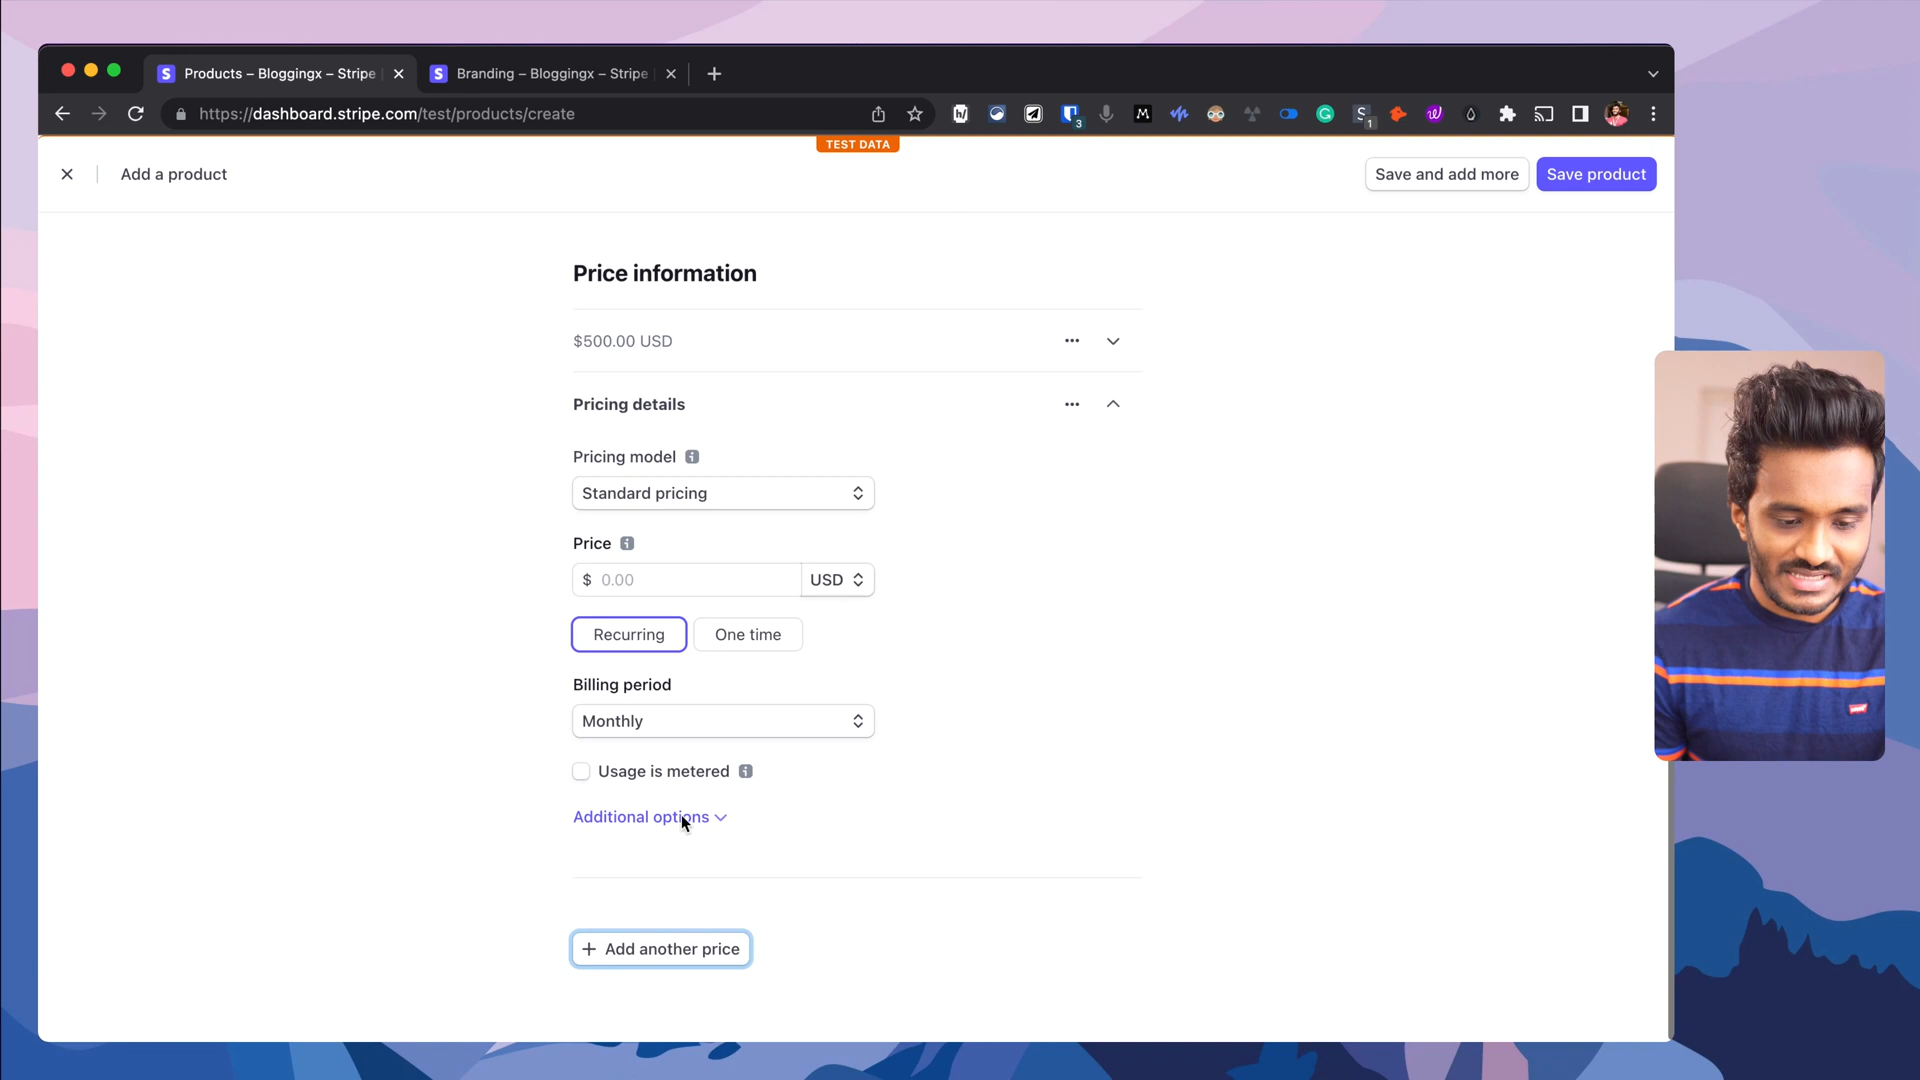 Products – Bloggingx – Stripe
Branding – Bloggingx – Stripe
https://dashboard.stripe.com/test/products/create
3
1
TEST DATA
Add a product
Save and add more
Save product
Price information
$500.00 USD
Pricing details
Pricing model
Standard pricing
Price
$ 0.00
USD
Recurring
One time
Billing period
Monthly
Usage is metered
Additional options
+ Add another price